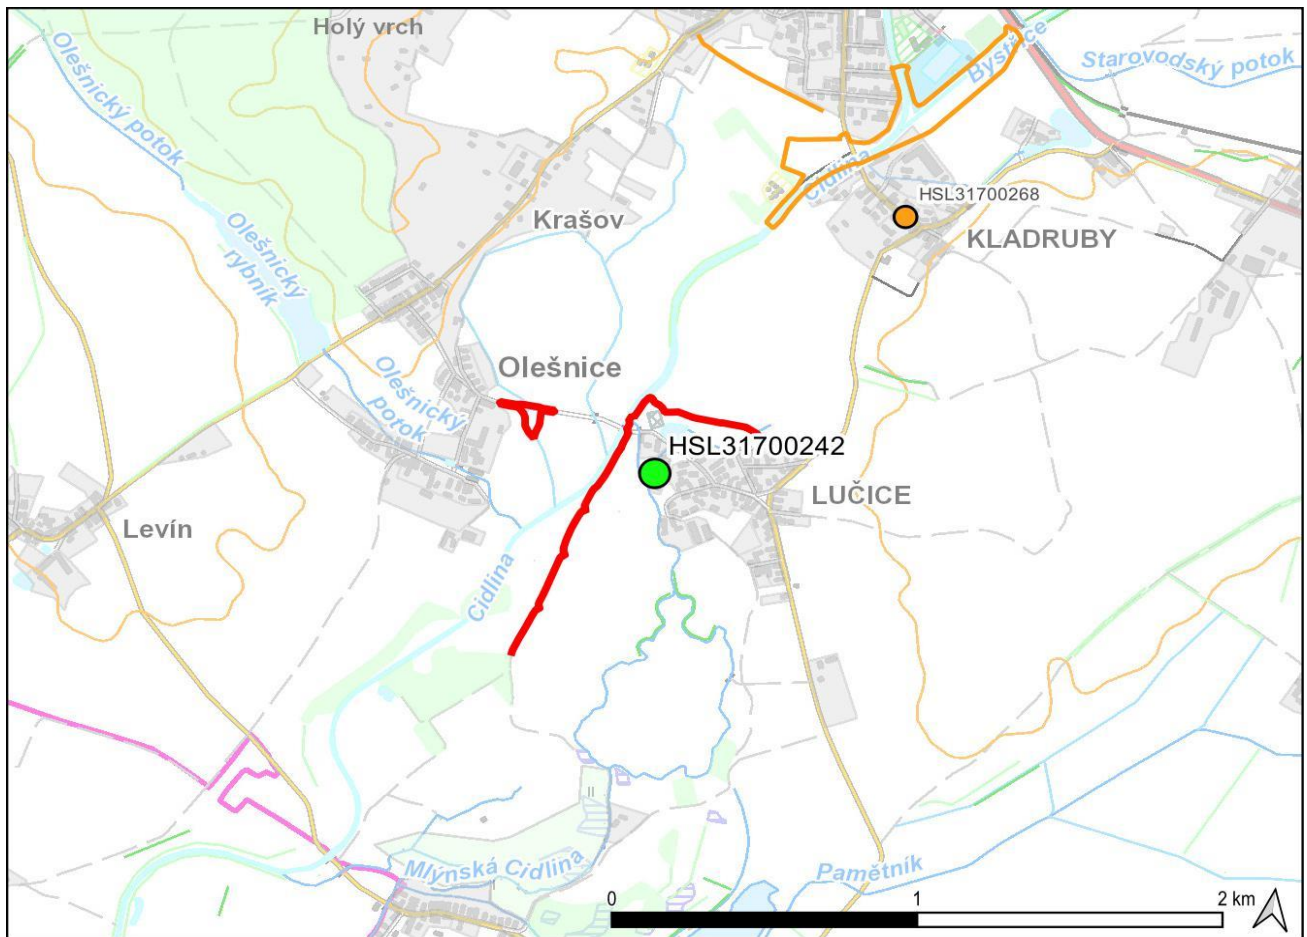 Holý vrch
Olešnický potok
Bystřice
Starovodský potok
Krašov
Cidlina
HSL31700268
KLADRUBY
Olešnický
rybník
Olešnice
Olešnický
potok
HSL31700242
LUČICE
Levín
Cidlina
II
Mlýnská Cidlina
I
Pamětník
0
1
2 km